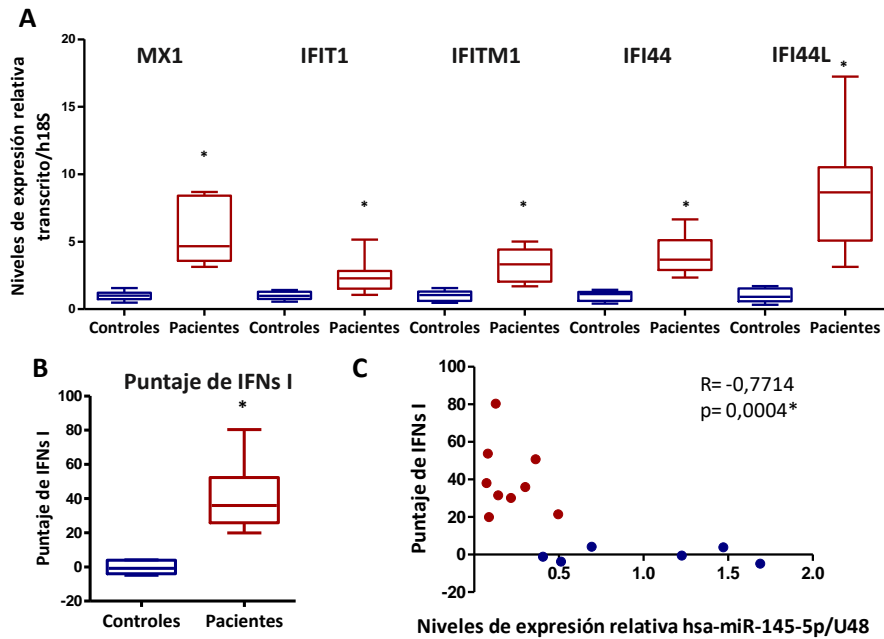 A
MX1 IFIT1 IFITM1 IFI44 IFI44L
Niveles de expresión relativa
transcrito/h18S
20
15
10
5
0
* * * * *
Controles Pacientes Controles Pacientes Controles Pacientes Controles Pacientes Controles Pacientes
B
Puntaje de IFNs I
Puntaje de IFNs I
100
80
60
40
20
0
-20
*
Controles Pacientes
C
R= -0,7714
p= 0,0004*
Puntaje de IFNs I
100
80
60
40
20
0
-20
0.5 1.0 1.5 2.0
Niveles de expresión relativa hsa-miR-145-5p/U48